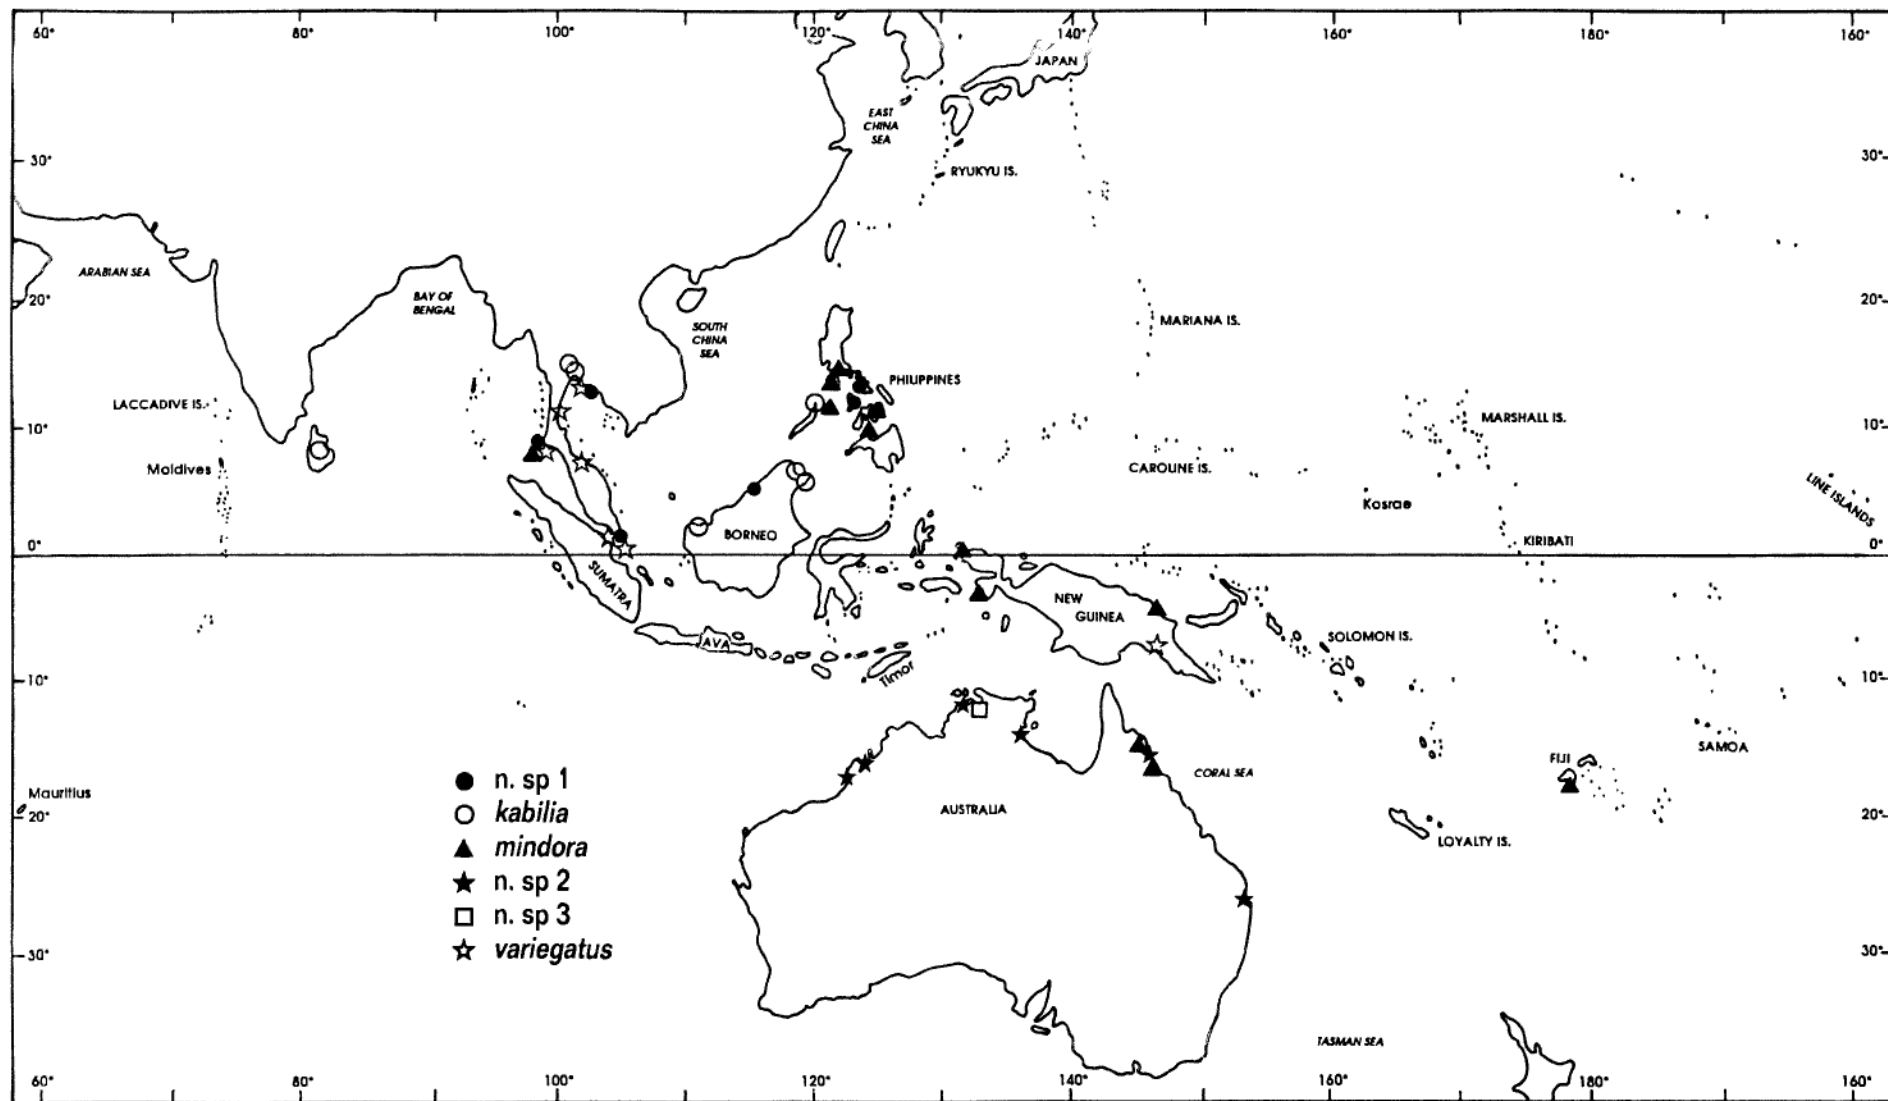 60° 80° 100° 120° 140° 160° 180° 160°
JAPAN
EAST
CHINA
SEA
30° 30°
RYUKYU IS.
ARABIAN SEA
BAY OF
BENGAL
20° 20°
SOUTH
CHINA
SEA
MARIANA IS.
PHILIPPINES
LACCADIVE IS.
MARSHALL IS.
10° 10°
Maldives
CAROLINE IS.
LINE ISLANDS
Kosrae
BORNEO
KIRIBATI
0° 0°
SUMATRA
NEW
GUINEA
SOLOMON IS.
JAVA
Timor
10° 10°
SAMOA
FIJI
CORAL SEA
Mauritius
AUSTRALIA
20° 20°
LOYALTY IS.
n. sp 1
kabilia
mindora
n. sp 2
n. sp 3
variegatus
30° 30°
TASMAN SEA
60° 80° 100° 120° 140° 160° 180° 160°